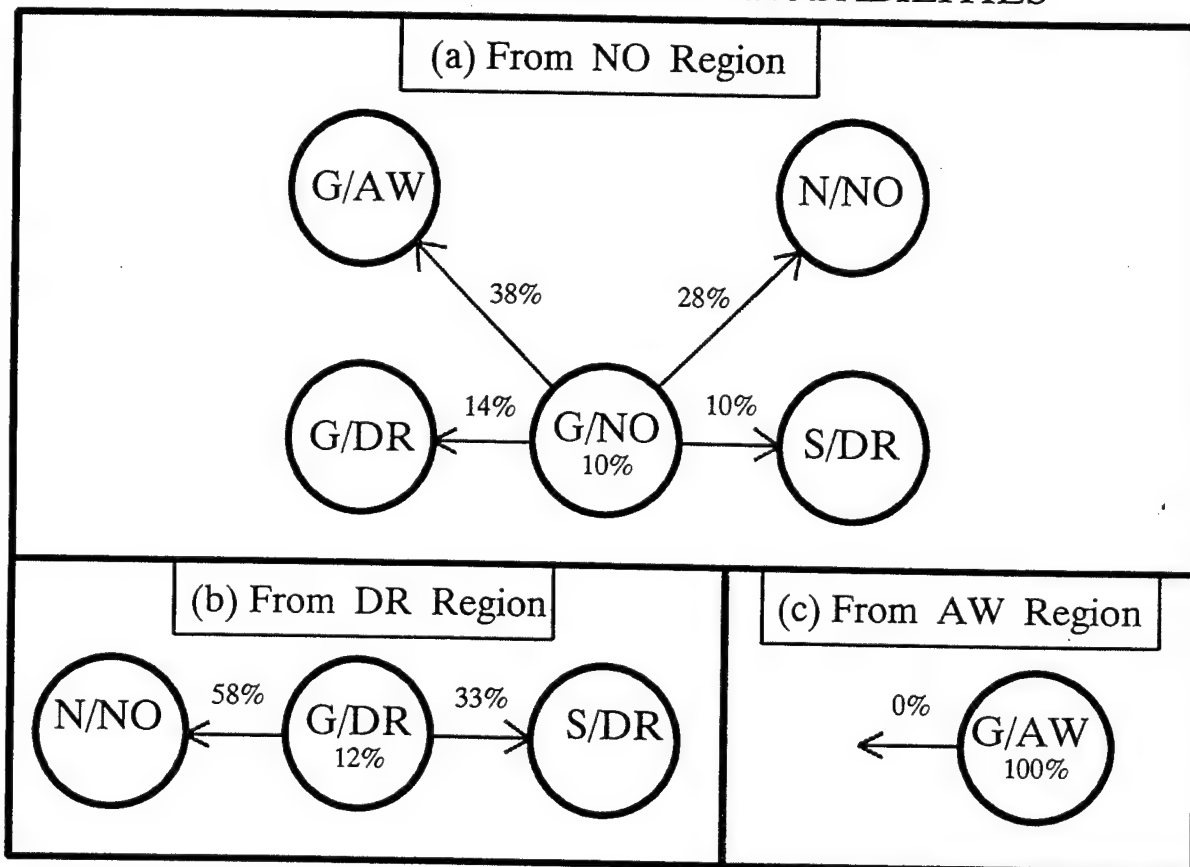 (a) From NO Region
G/AW
N/NO
38%
28%
G/DR
14%
G/NO
10%
10%
S/DR
(b) From DR Region
(c) From AW Region
N/NO
58%
G/DR
12%
33%
S/DR
0%
G/AW
100%